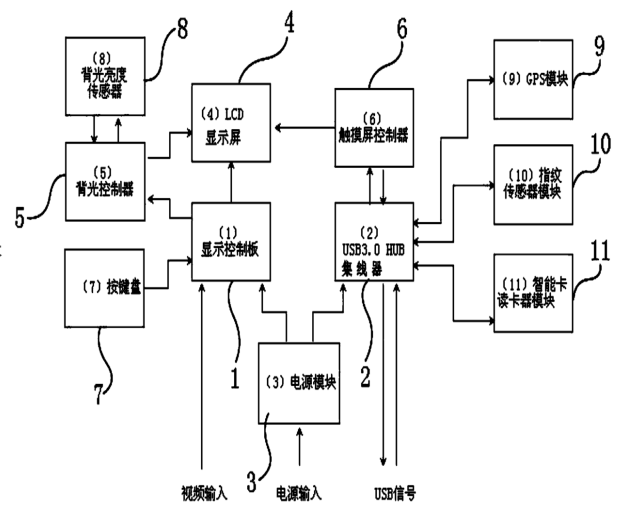 8
4
6
9
(8)
背光亮度
传感器
(4) LCD
显示屏
(6)
触摸屏控制器
(9) GPS模块
(5)
背光控制器
5
(10) 指纹
传感器模块
10
(1)
显示控制板
(2)
USB3.0 HUB
集线器
(7) 按键盘
(11) 智能卡
读卡器模块
11
7
1
2
(3) 电源模块
3
视频输入
电源输入
USB信号